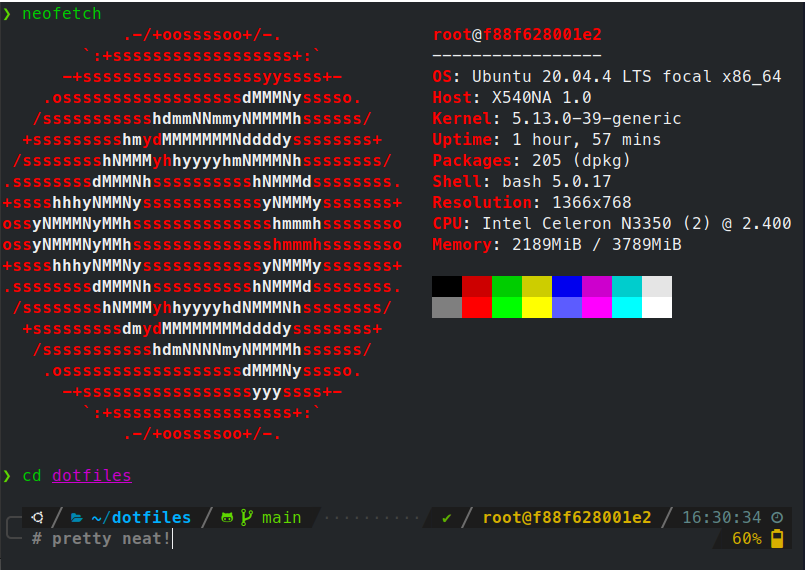 ❯ neofetch
.-/+oossssoo+/-.
`:+ssssssssssssssssss+:`
-+ssssssssssssssssssyyssss+-
.ossssssssssssssssssdMMMNysssso.
/ssssssssssshdmmNNmmyNMMMMhssssss/
+ssssssssshmydMMMMMMMNddddyssssssss+
/sssssssshNMMMyhhyyyyhmNMMMNhssssssss/
.ssssssssdMMMNhsssssssssshNMMMdssssssss.
+sssshhhyNMMNyssssssssssssyNMMMysssssss+
ossyNMMMNyMMhsssssssssssssshmmmhssssssso
ossyNMMMNyMMhsssssssssssssshmmmhssssssso
+sssshhhyNMMNyssssssssssssyNMMMysssssss+
.ssssssssdMMMNhsssssssssshNMMMdssssssss.
/sssssssshNMMMyhhyyyyhdNMMMNhssssssss/
+sssssssssdmydMMMMMMMMddddyssssssss+
/ssssssssssshdmNNNNmyNMMMMhssssss/
.ossssssssssssssssssdMMMNysssso.
-+sssssssssssssssssyyyssss+-
`:+ssssssssssssssssss+:`
.-/+oossssoo+/-.
root@f88f628001e2
-----------------
OS: Ubuntu 20.04.4 LTS focal x86_64
Host: X540NA 1.0
Kernel: 5.13.0-39-generic
Uptime: 1 hour, 57 mins
Packages: 205 (dpkg)
Shell: bash 5.0.17
Resolution: 1366x768
CPU: Intel Celeron N3350 (2) @ 2.400
Memory: 2189MiB / 3789MiB
❯ cd dotfiles
~/dotfiles main ✔ root@f88f628001e2 16:30:34
# pretty neat! 60%